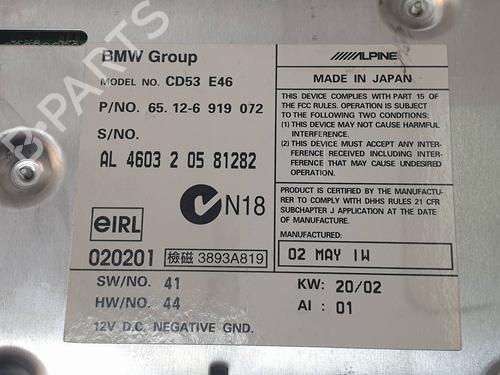 BMW Group
MODEL NO. CD53 E46
P/NO. 65.12-6 919 072
S/NO.
AL 4603 2 05 81282
eIRL
N18
020201 檢磁 3893A819
SW/NO. 41
HW/NO. 44
12V D.C. NEGATIVE GND.
ALPINE
MADE IN JAPAN
THIS DEVICE COMPLIES WITH PART 15 OF
THE FCC RULES. OPERATION IS SUBJECT
TO THE FOLLOWING TWO CONDITIONS:
(1) THIS DEVICE MAY NOT CAUSE HARMFUL
INTERFERENCE.
(2) THIS DEVICE MUST ACCEPT ANY INTER-
FERENCE RECEIVED INCLUDING INTER-
FERENCE THAT MAY CAUSE UNDESIRED
OPERATION.
PRODUCT IS CERTIFIED BY THE MANUFACTU-
RER TO COMPLY WITH DHHS RULES 21 CFR
SUBCHAPTER J APPLICATION AT THE DATE
OF MANUFACTURE.
MANUFACTURED:
02 MAY 1W
KW: 20/02
AI : 01
B-PARTS